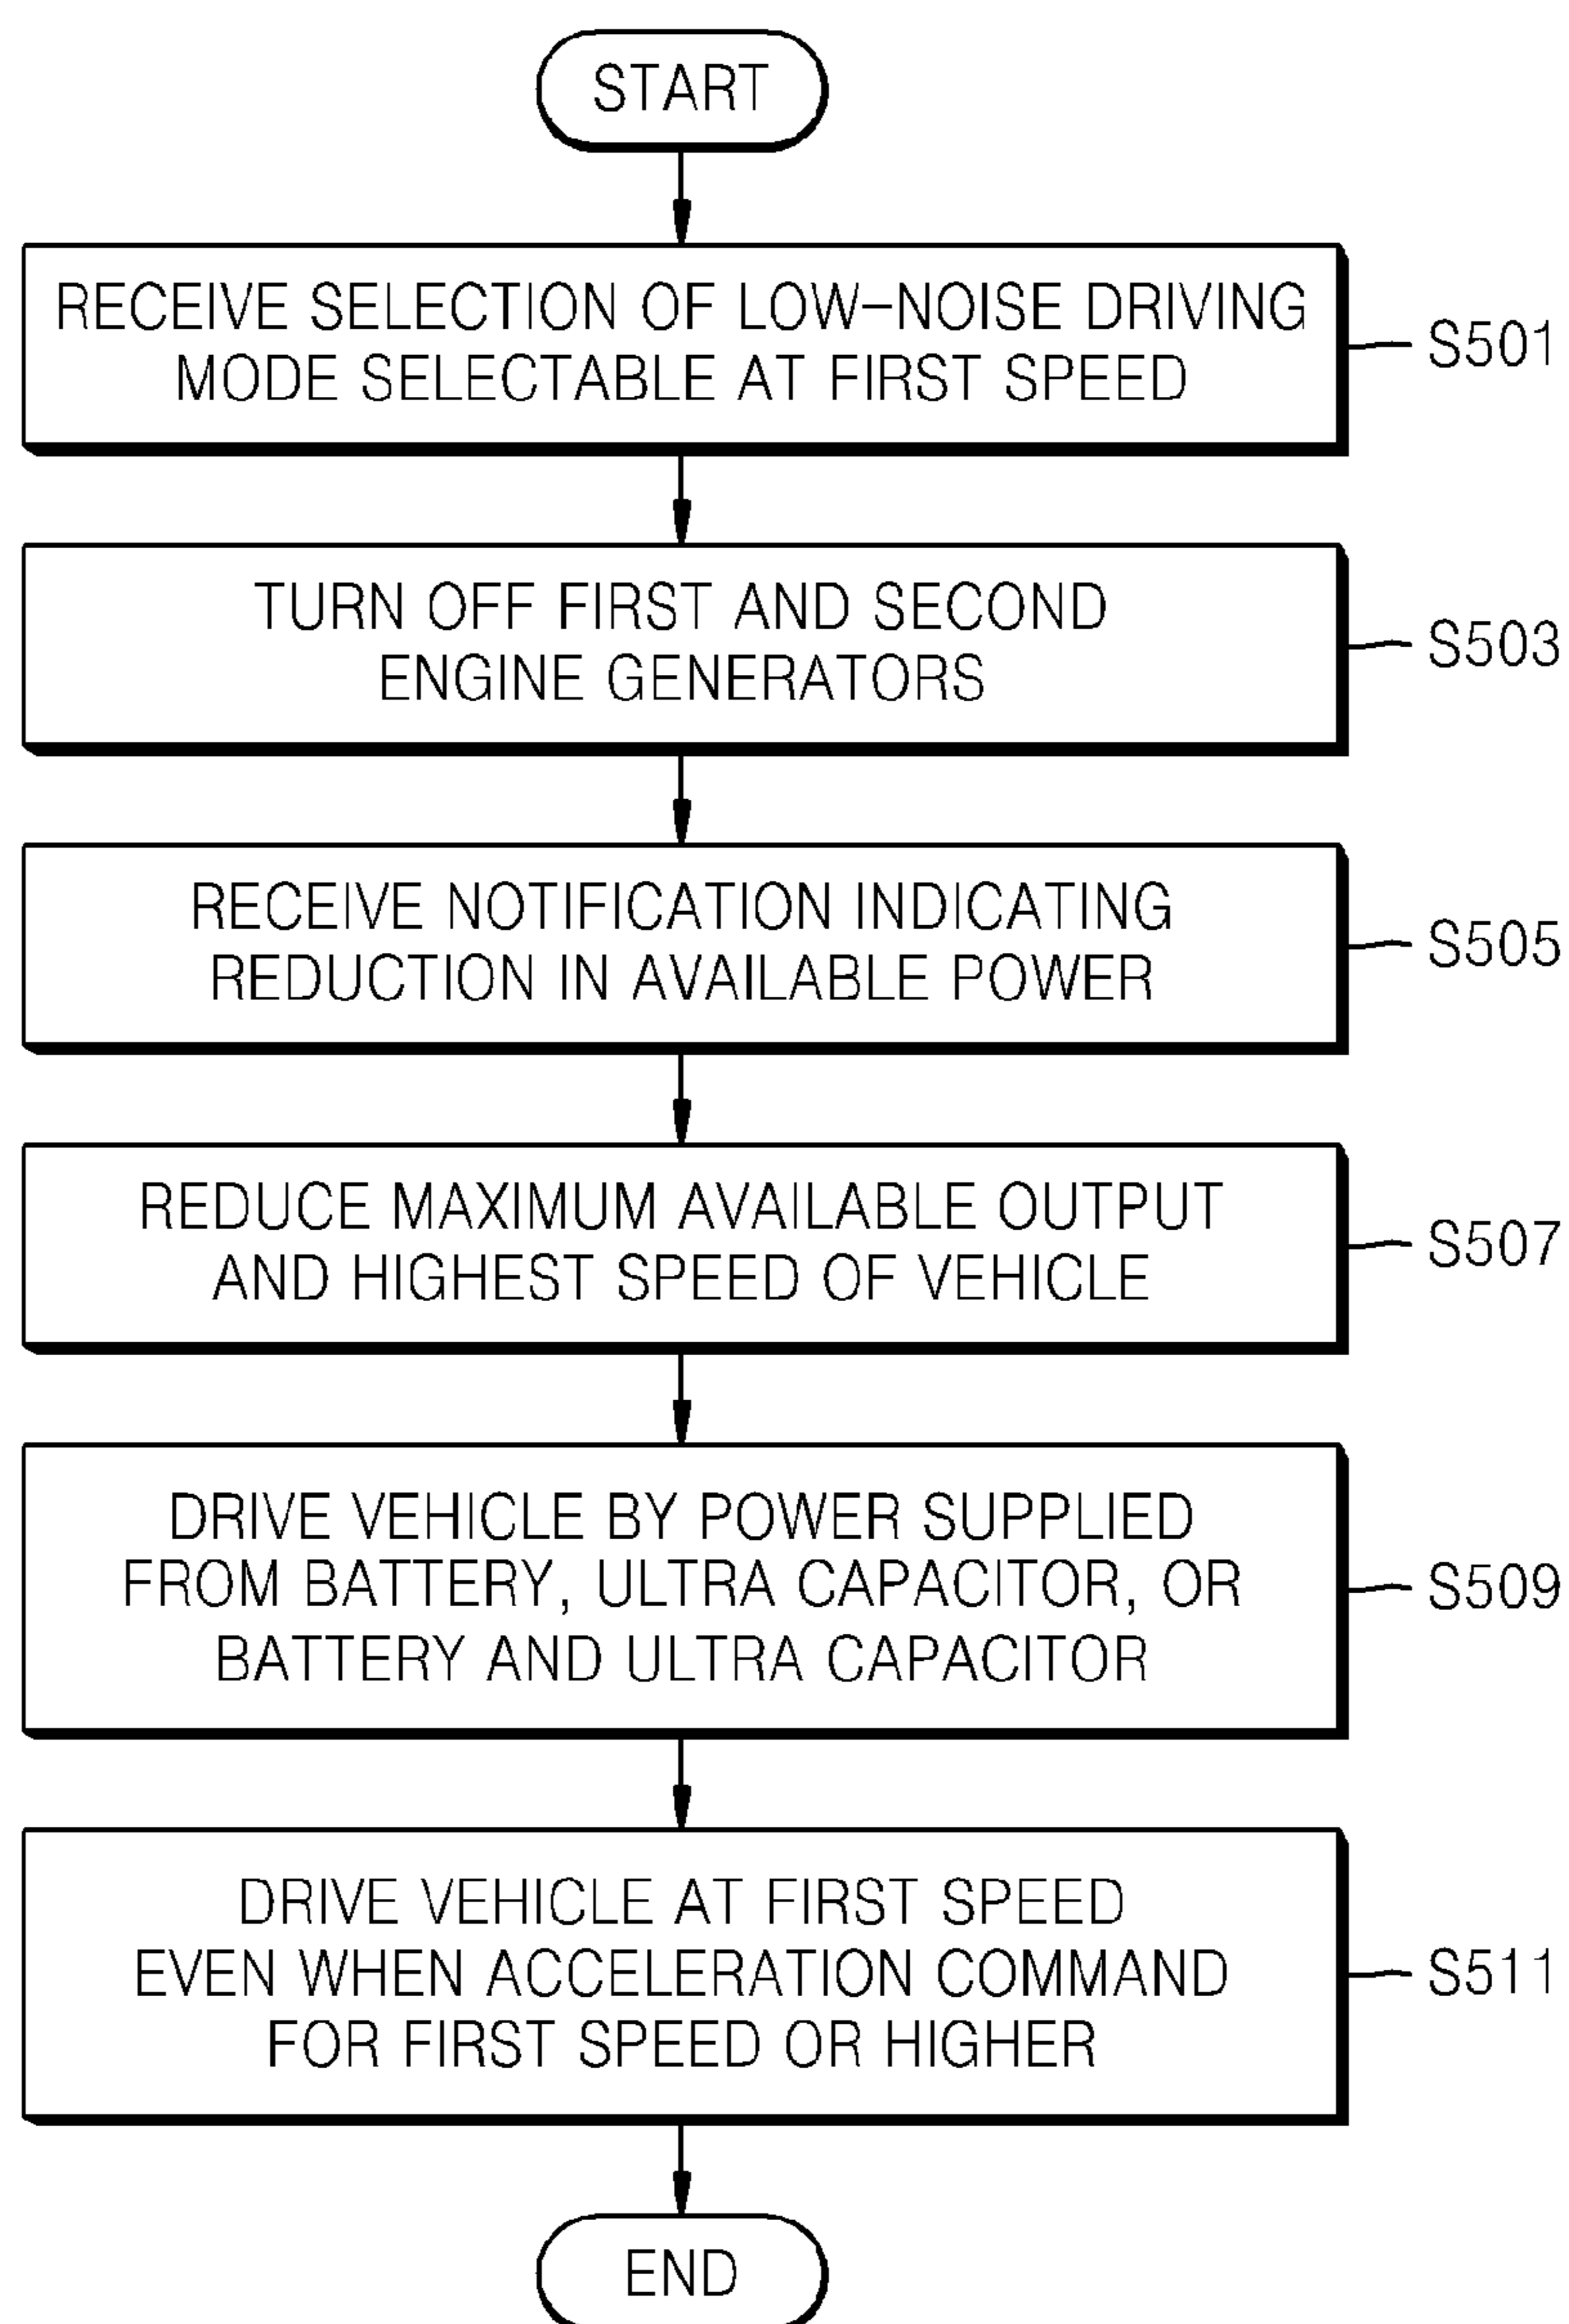 START
RECEIVE SELECTION OF LOW-NOISE DRIVING
MODE SELECTABLE AT FIRST SPEED
S501
TURN OFF FIRST AND SECOND
ENGINE GENERATORS
S503
RECEIVE NOTIFICATION INDICATING
REDUCTION IN AVAILABLE POWER
S505
REDUCE MAXIMUM AVAILABLE OUTPUT
AND HIGHEST SPEED OF VEHICLE
S507
DRIVE VEHICLE BY POWER SUPPLIED
FROM BATTERY, ULTRA CAPACITOR, OR
BATTERY AND ULTRA CAPACITOR
S509
DRIVE VEHICLE AT FIRST SPEED
EVEN WHEN ACCELERATION COMMAND
FOR FIRST SPEED OR HIGHER
S511
END